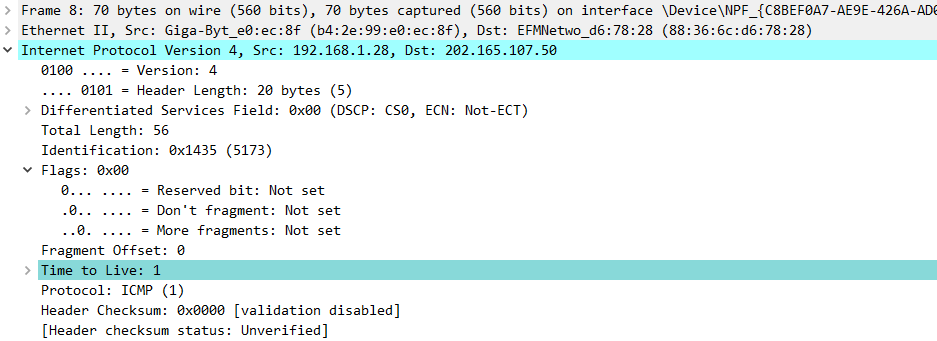 Frame 8: 70 bytes on wire (560 bits), 70 bytes captured (560 bits) on interface \Device\NPF_{C8BEF0A7-AE9E-426A-AD0
Ethernet II, Src: Giga-Byt_e0:ec:8f (b4:2e:99:e0:ec:8f), Dst: EFMNetwo_d6:78:28 (88:36:6c:d6:78:28)
Internet Protocol Version 4, Src: 192.168.1.28, Dst: 202.165.107.50
0100 .... = Version: 4
.... 0101 = Header Length: 20 bytes (5)
Differentiated Services Field: 0x00 (DSCP: CS0, ECN: Not-ECT)
Total Length: 56
Identification: 0x1435 (5173)
Flags: 0x00
0... .... = Reserved bit: Not set
.0.. .... = Don't fragment: Not set
..0. .... = More fragments: Not set
Fragment Offset: 0
Time to Live: 1
Protocol: ICMP (1)
Header Checksum: 0x0000 [validation disabled]
[Header checksum status: Unverified]